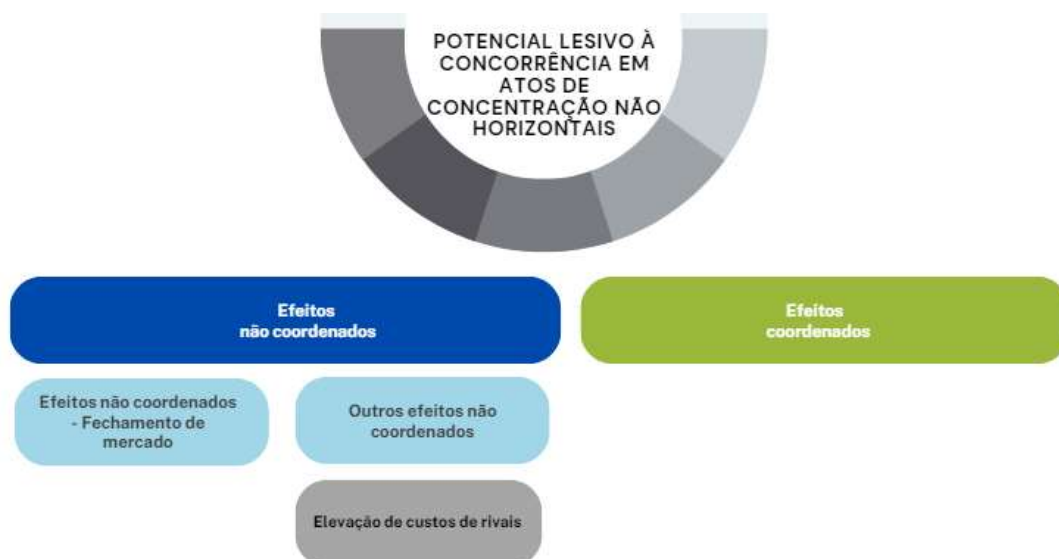 POTENCIAL LESIVO À
CONCORRÊNCIA EM
ATOS DE
CONCENTRAÇÃO NÃO
HORIZONTAIS
Efeitos
não coordenados
Efeitos
coordenados
Efeitos não coordenados
- Fechamento de
mercado
Outros efeitos não
coordenados
Elevação de custos de rivais